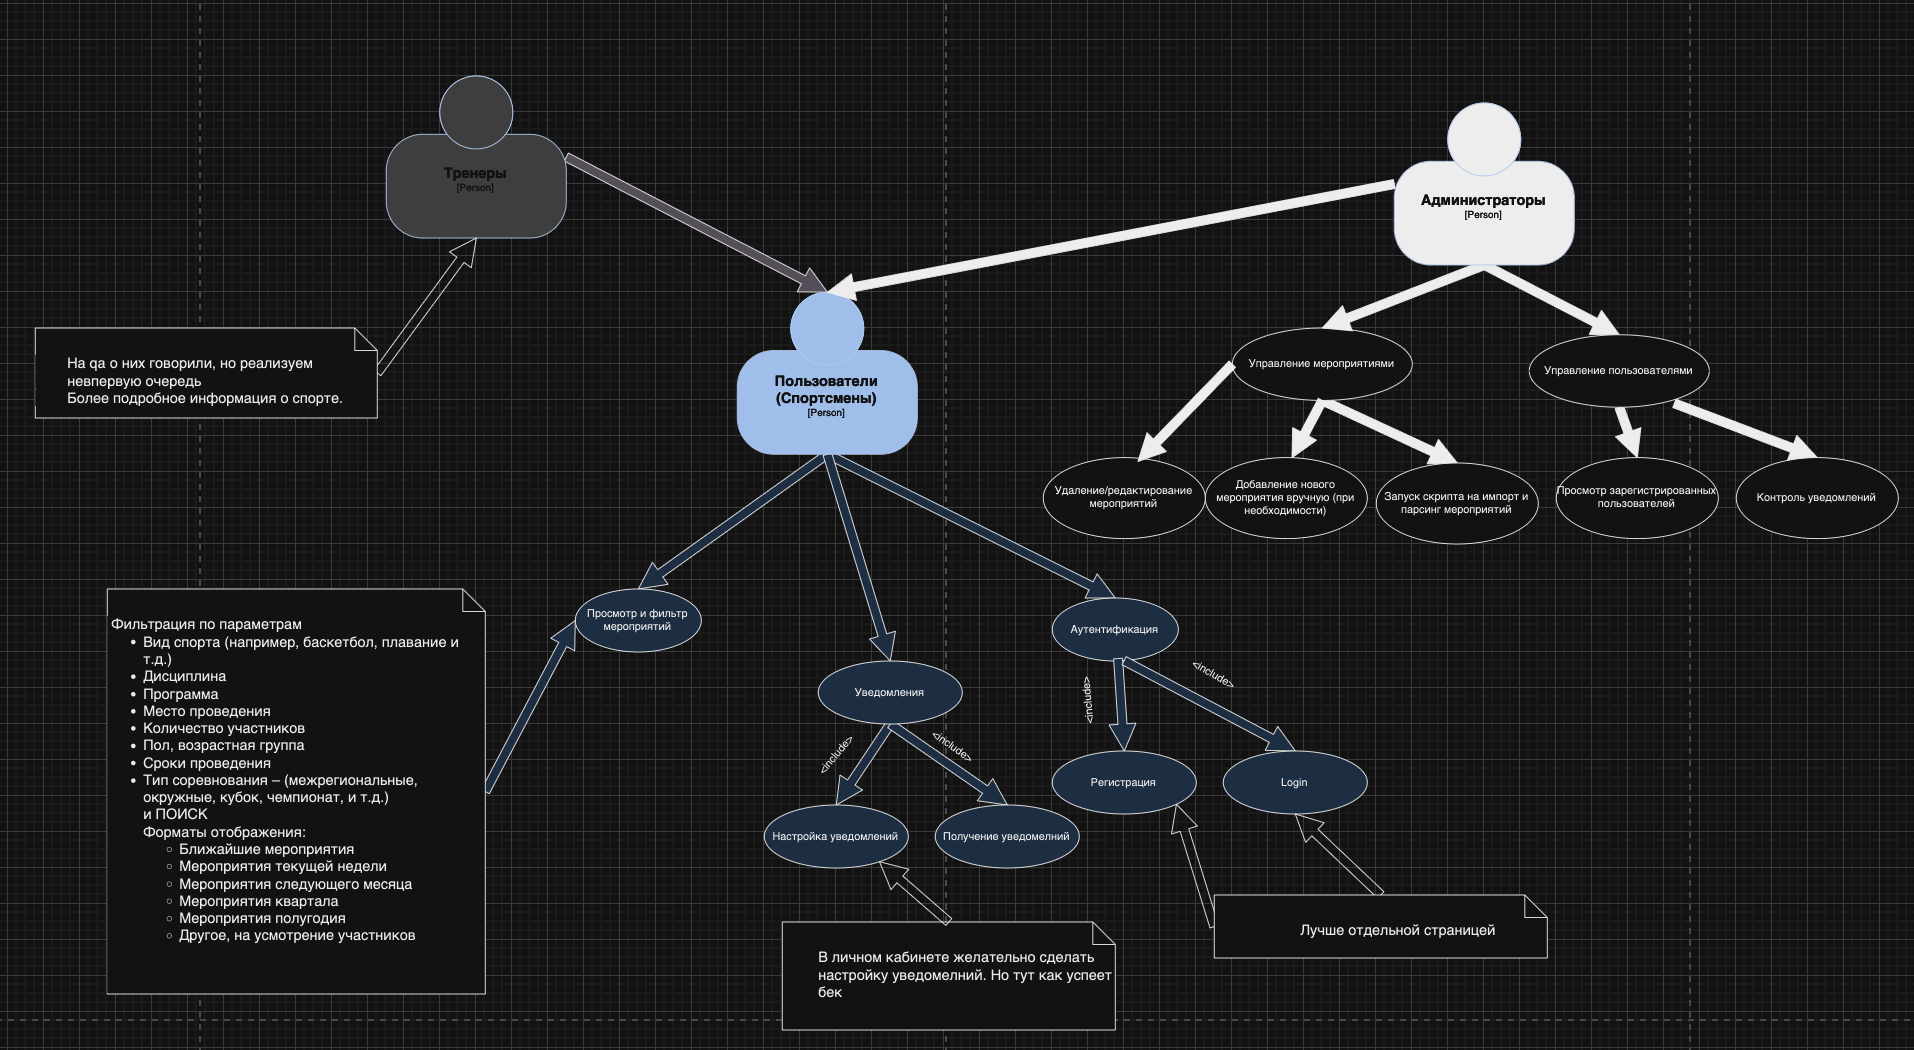 Тренеры
[Person]
Администраторы
[Person]
На qa о них говорили, но реализуем
невпервую очередь
Более подробное информация о спорте.
Пользователи
(Спортсмены)
[Person]
Управление мероприятиями
Управление пользователями
Удаление/редактирование
мероприятий
Добавление нового
мероприятия вручную (при
необходимости)
Запуск скрипта на импорт и
парсинг мероприятий
Просмотр зарегистрированных
пользователей
Контроль уведомлений
Просмотр и фильтр
мероприятий
Аутентификация
Уведомления
<include>
<include>
<include>
<include>
Регистрация
Login
Настройка уведомлений
Получение уведомелний
Фильтрация по параметрам
• Вид спорта (например, баскетбол, плавание и
т.д.)
• Дисциплина
• Программа
• Место проведения
• Количество участников
• Пол, возрастная группа
• Сроки проведения
• Тип соревнования – (межрегиональные,
окружные, кубок, чемпионат, и т.д.)
и ПОИСК
Форматы отображения:
○ Ближайшие мероприятия
○ Мероприятия текущей недели
○ Мероприятия следующего месяца
○ Мероприятия квартала
○ Мероприятия полугодия
○ Другое, на усмотрение участников
Лучше отдельной страницей
В личном кабинете желательно сделать
настройку уведомелний. Но тут как успеет
бек